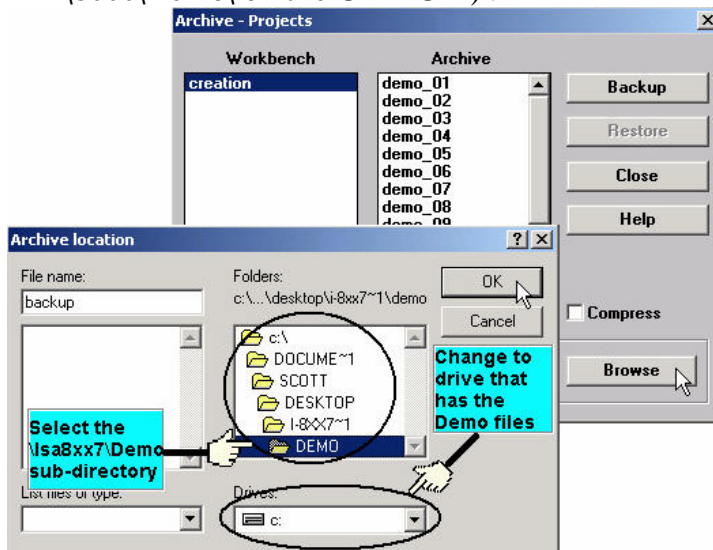 Archive - Projects
Workbench
Archive
creation
demo_01
demo_02
demo_03
demo_04
demo_05
demo_06
demo_07
demo_08
demo_09
Backup
Restore
Close
Help
Compress
Browse
Archive location
File name:
backup
Folders:
c:\...\desktop\i-8xx7~1\demo
c:\
DOCUME~1
SCOTT
DESKTOP
I-8XX7~1
DEMO
OK
Cancel
Change to
drive that
has the
Demo files
Select the
\Isa8xx7\Demo
sub-directory
List files of type:
Drives:
c: